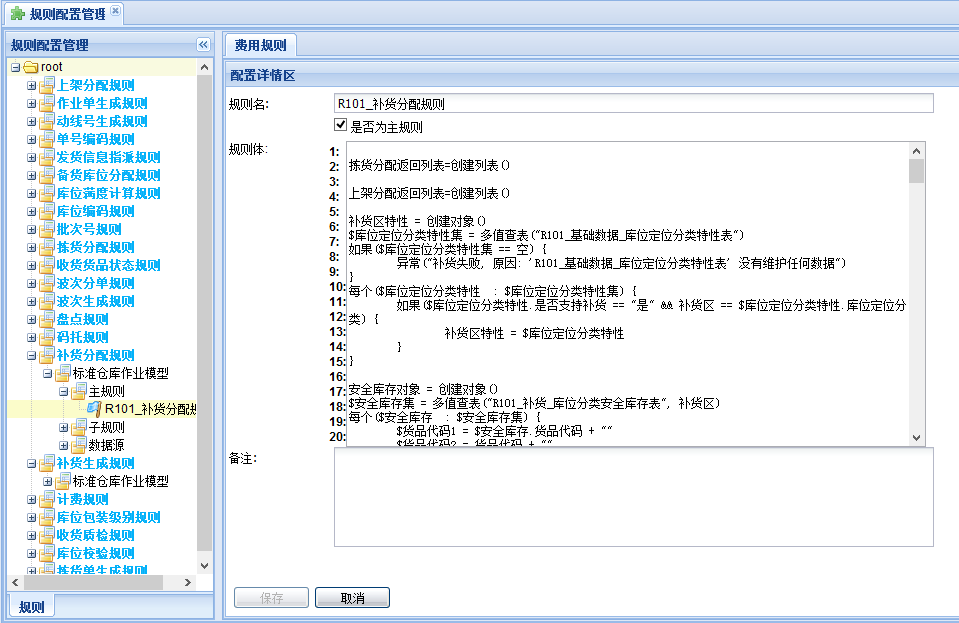 规则配置管理
规则配置管理
root
上架分配规则
作业单生成规则
动线号生成规则
单号编码规则
发货信息指派规则
备货库位分配规则
库位满度计算规则
库位编码规则
批次号规则
拣货分配规则
收货货品状态规则
波次分单规则
波次生成规则
盘点规则
码托规则
补货分配规则
标准仓库作业模型
主规则
R101_补货分配规
子规则
数据源
补货生成规则
标准仓库作业模型
计费规则
库位包装级别规则
收货质检规则
库位校验规则
拣货单生成规则
规则
费用规则
配置详情区
规则名:
R101_补货分配规则
是否为主规则
规则体:
1:
2: 拣货分配返回列表=创建列表()
3:
4: 上架分配返回列表=创建列表()
5:
6: 补货区特性 = 创建对象()
7: $库位定位分类特性集 = 多值查表("R101_基础数据_库位定位分类特性表")
8: 如果($库位定位分类特性集 == 空) {
9: 异常("补货失败, 原因: 'R101_基础数据_库位定位分类特性表' 没有维护任何数据")
10: }
11: 每个($库位定位分类特性 : $库位定位分类特性集) {
12: 如果($库位定位分类特性.是否支持补货 == "是" && 补货区 == $库位定位分类特性.库位定位分
13: 类) {
14: 补货区特性 = $库位定位分类特性
15: }
16: }
17:
18: 安全库存对象 = 创建对象()
19: $安全库存集 = 多值查表("R101_补货_库位分类安全库存表", 补货区)
20: 每个($安全库存 : $安全库存集) {
$货品代码1 = $安全库存.货品代码 + ""
$货品代码2 = 货品代码 + ""
备注:
保存
取消